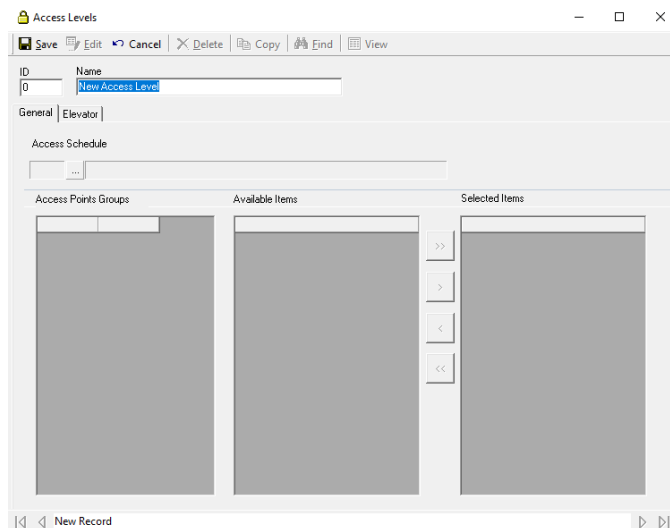 Access Levels
Save Edit Cancel Delete Copy Find View
ID Name
0 New Access Level
General Elevator
Access Schedule
...
Access Points Groups Available Items Selected Items
>>
>
<
<<
New Record